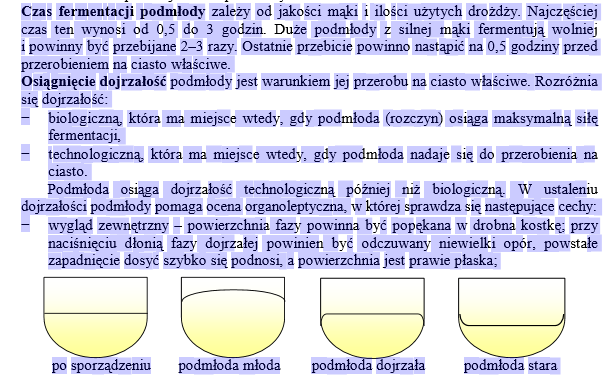 Czas fermentacji podmłody zależy od jakości mąki i ilości użytych drożdży. Najczęściej
czas ten wynosi od 0,5 do 3 godzin. Duże podmłody z silnej mąki fermentują wolniej
i powinny być przebijane 2–3 razy. Ostatnie przebicie powinno nastąpić na 0,5 godziny przed
przerobieniem na ciasto właściwe.
Osiągnięcie dojrzałość podmłody jest warunkiem jej przerobu na ciasto właściwe. Rozróżnia
się dojrzałość:
– biologiczną, która ma miejsce wtedy, gdy podmłoda (rozczyn) osiąga maksymalną siłę
fermentacji,
– technologiczną, która ma miejsce wtedy, gdy podmłoda nadaje się do przerobienia na
ciasto.
Podmłoda osiąga dojrzałość technologiczną później niż biologiczną. W ustaleniu
dojrzałości podmłody pomaga ocena organoleptyczna, w której sprawdza się następujące cechy:
– wygląd zewnętrzny – powierzchnia fazy powinna być popękana w drobna kostkę; przy
naciśnięciu dłonią fazy dojrzałej powinien być odczuwany niewielki opór, powstałe
zapadnięcie dosyć szybko się podnosi, a powierzchnia jest prawie płaska;
po sporządzeniu podmłoda młoda podmłoda dojrzała podmłoda stara